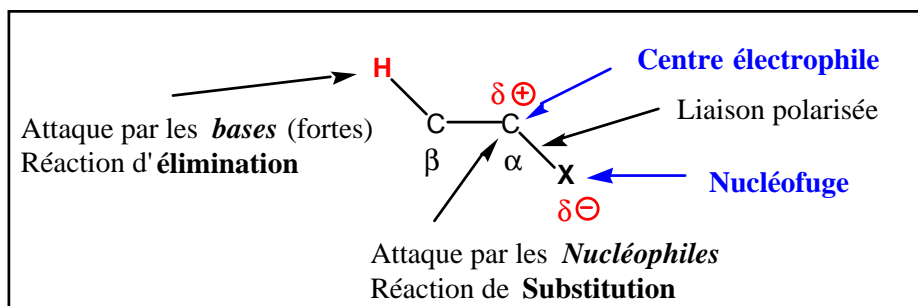 H
δ⊕
Centre électrophile
Liaison polarisée
Attaque par les bases (fortes)
Réaction d'élimination
C
C
β
α
X
Nucléofuge
δ⊖
Attaque par les Nucléophiles
Réaction de Substitution